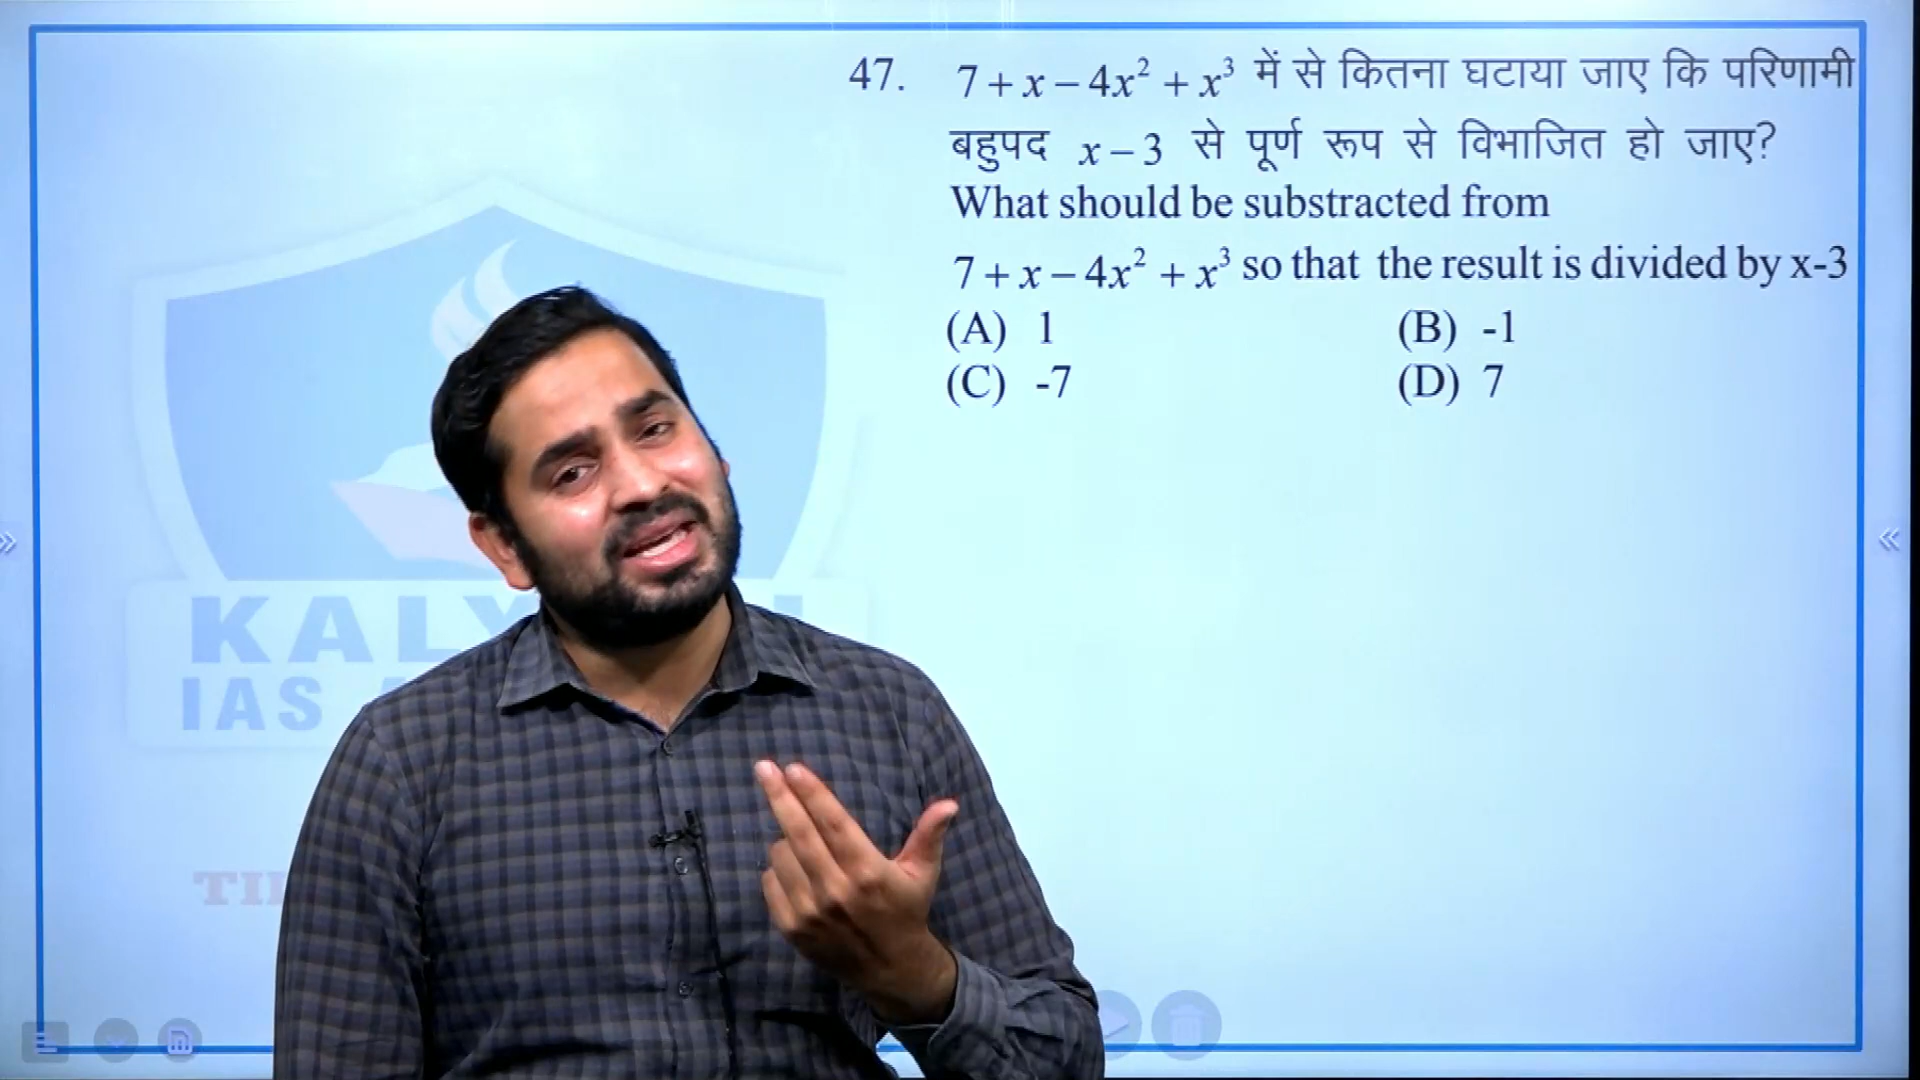 47. 7 + x – 4x² + x³ में से कितना घटाया जाए कि परिणामी
बहुपद x – 3 से पूर्ण रूप से विभाजित हो जाए?
What should be substracted from
7 + x – 4x² + x³ so that the result is divided by x-3
(A) 1 (B) -1
(C) -7 (D) 7
IAS